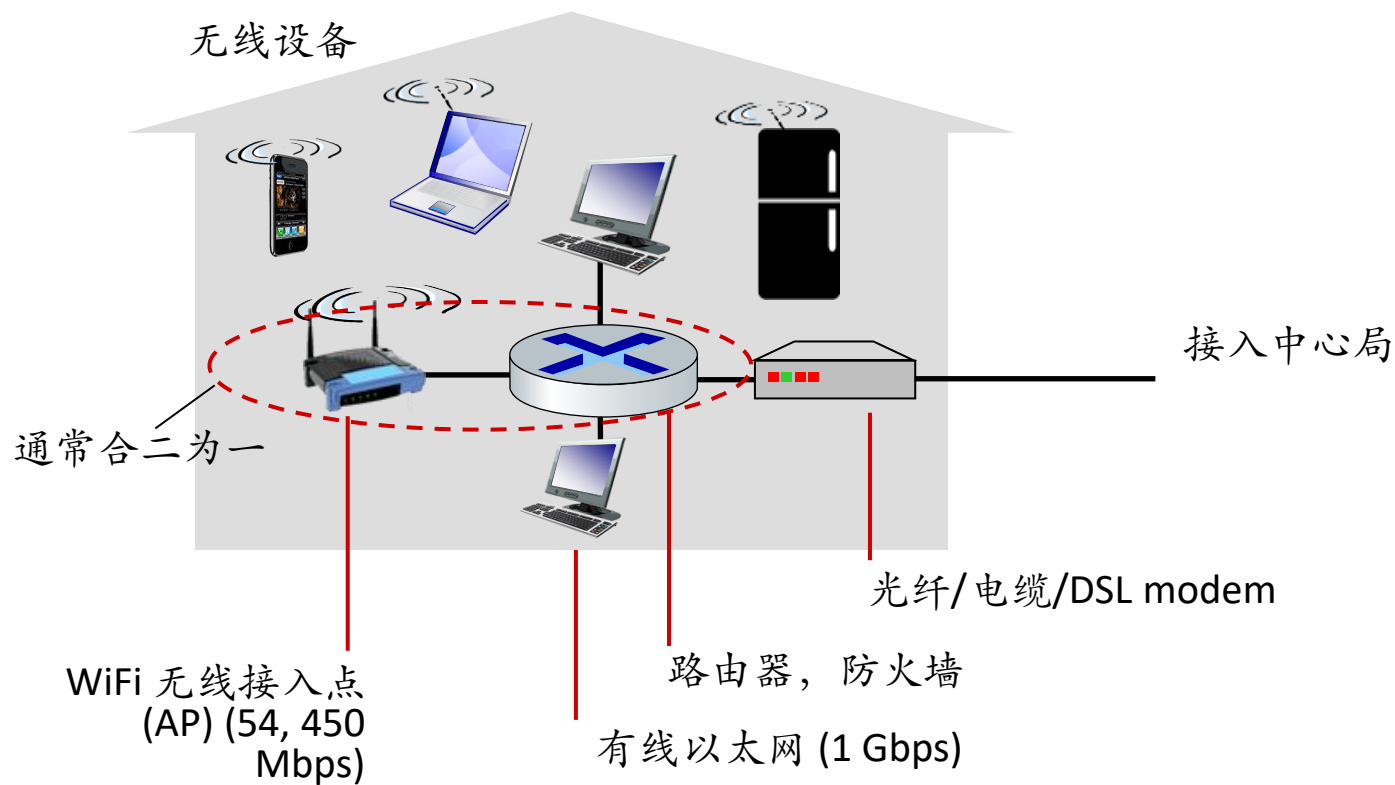 无线设备
接入中心局
通常合二为一
光纤/电缆/DSL modem
路由器，防火墙
WiFi 无线接入点
(AP) (54, 450
Mbps)
有线以太网 (1 Gbps)